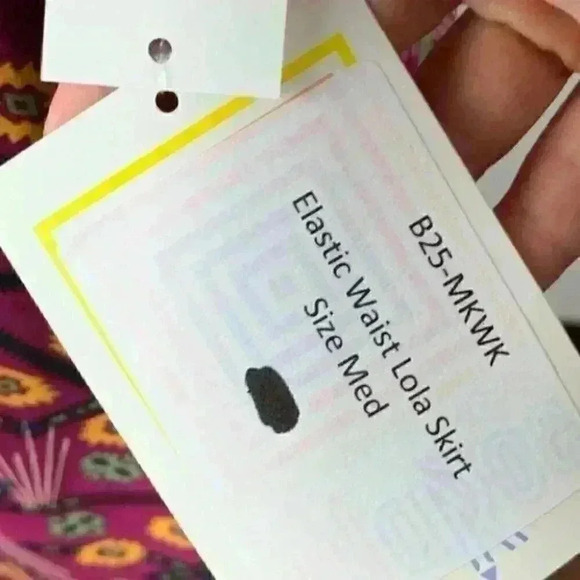 B25-MKWK
Elastic Waist Lola Skirt
Size Med